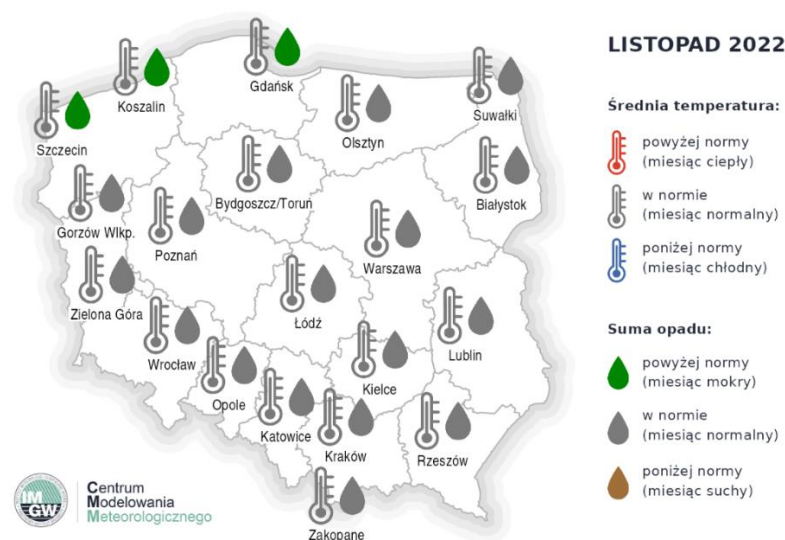 LISTOPAD 2022
Średnia temperatura:
powyżej normy
(miesiąc ciepły)
w normie
(miesiąc normalny)
poniżej normy
(miesiąc chłodny)
Suma opadu:
powyżej normy
(miesiąc mokry)
w normie
(miesiąc normalny)
poniżej normy
(miesiąc suchy)
Gdańsk
Koszalin
Suwałki
Olsztyn
Szczecin
Bydgoszcz/Toruń
Białystok
Gorzów Wlkp.
Poznań
Warszawa
Zielona Góra
Łódź
Wrocław
Lublin
Kielce
Opole
Katowice
Kraków
Rzeszów
Zakopane
IM
GW
Centrum
Modelowania
Meteorologicznego